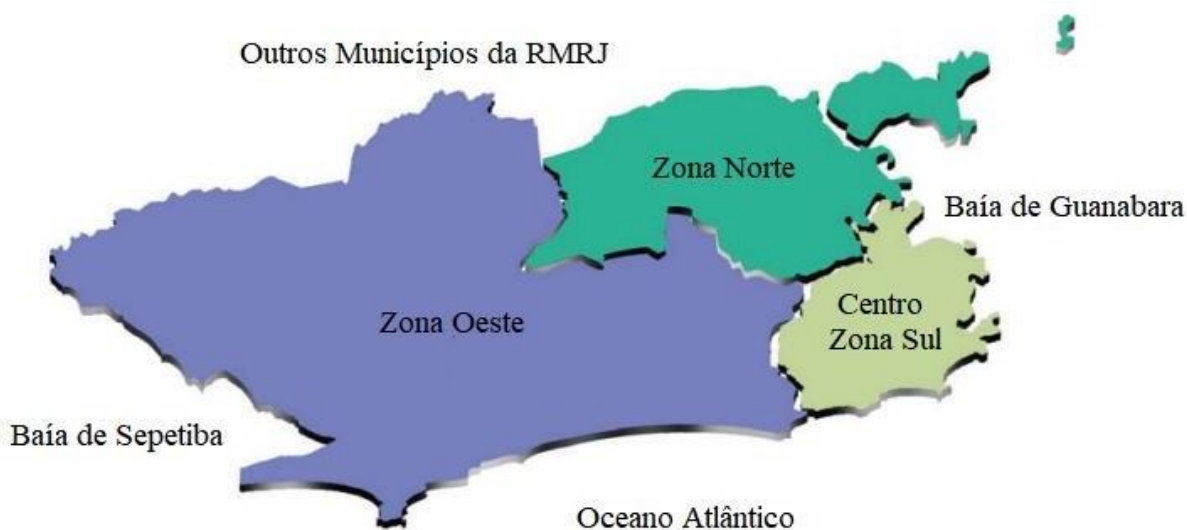 Outros Municípios da RMRJ
Zona Norte
Baía de Guanabara
Centro
Zona Sul
Zona Oeste
Baía de Sepetiba
Oceano Atlântico